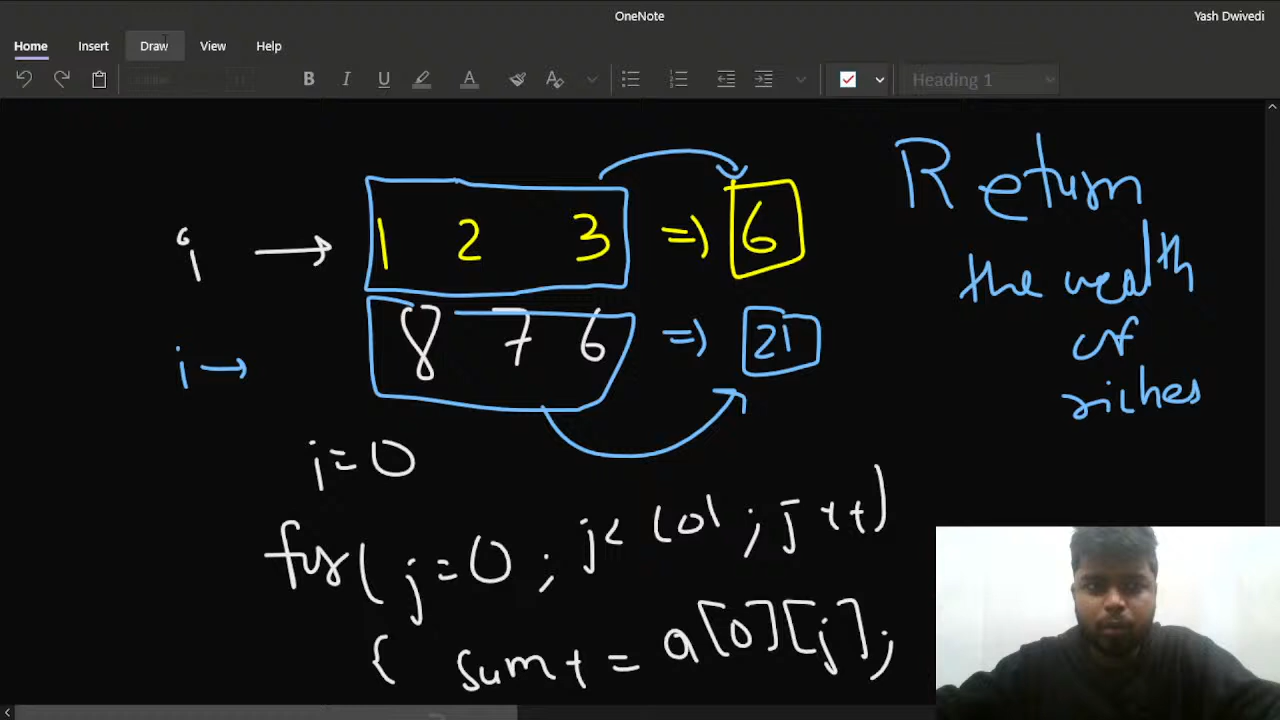 OneNote
Yash Dwivedi
Home Insert Draw View Help
B I U A Heading 1
Return
the wealth
of
riches
i → 1 2 3 => 6
i → 8 7 6 => 21
i=0
for( j=0 ; j< col ; j++)
{ sum+ = a[0][j];